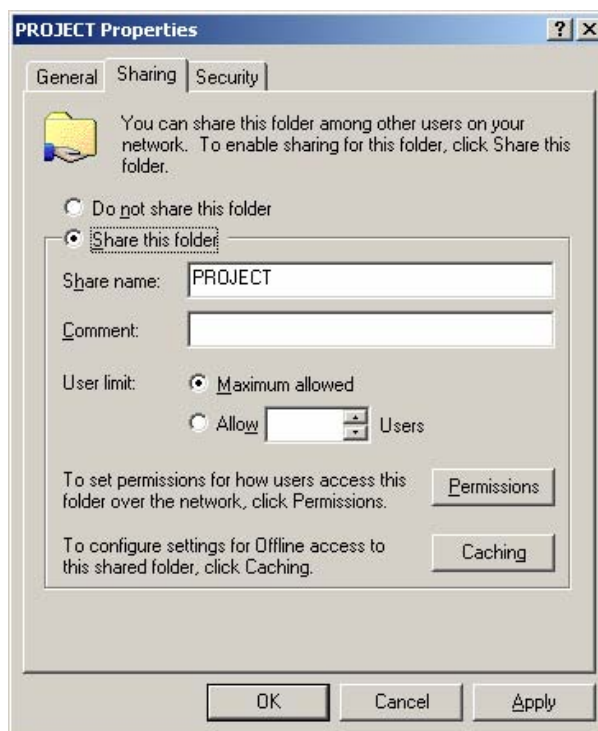 PROJECT Properties
General
Sharing
Security
You can share this folder among other users on your
network. To enable sharing for this folder, click Share this
folder.
Do not share this folder
Share this folder
Share name:
PROJECT
Comment:
User limit:
Maximum allowed
Allow
Users
To set permissions for how users access this
folder over the network, click Permissions.
Permissions
To configure settings for Offline access to
this shared folder, click Caching.
Caching
OK
Cancel
Apply